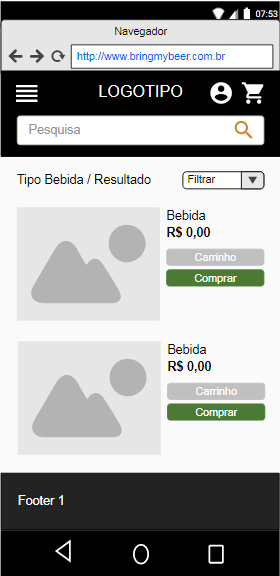 07:53
Navegador
http://www.bringmybeer.com.br
LOGOTIPO
Pesquisa
Tipo Bebida / Resultado
Filtrar
Bebida
R$ 0,00
Carrinho
Comprar
Bebida
R$ 0,00
Carrinho
Comprar
Footer 1